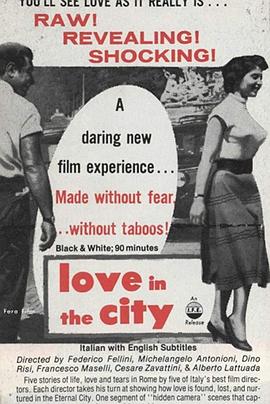 YOU'LL SEE LOVE AS IT REALLY IS . . .
RAW!
REVEALING!
SHOCKING!
A
daring new
film experience...
Made without fear.
..without taboos!
Black & White; 90 minutes
love in
the city
An
I.F.E.
Release
Italian with English Subtitles
Directed by Federico Fellini, Michelangelo Antonioni, Dino
Risi, Francesco Maselli, Cesare Zavattini, & Alberto Lattuada
Five stories of life, love and tears in Rome by five of Italy's best film direc-
tors. Each director takes his turn at showing how love is found, lost, and nur-
tured in the Eternal City. One segment of "hidden camera" scenes that cap-